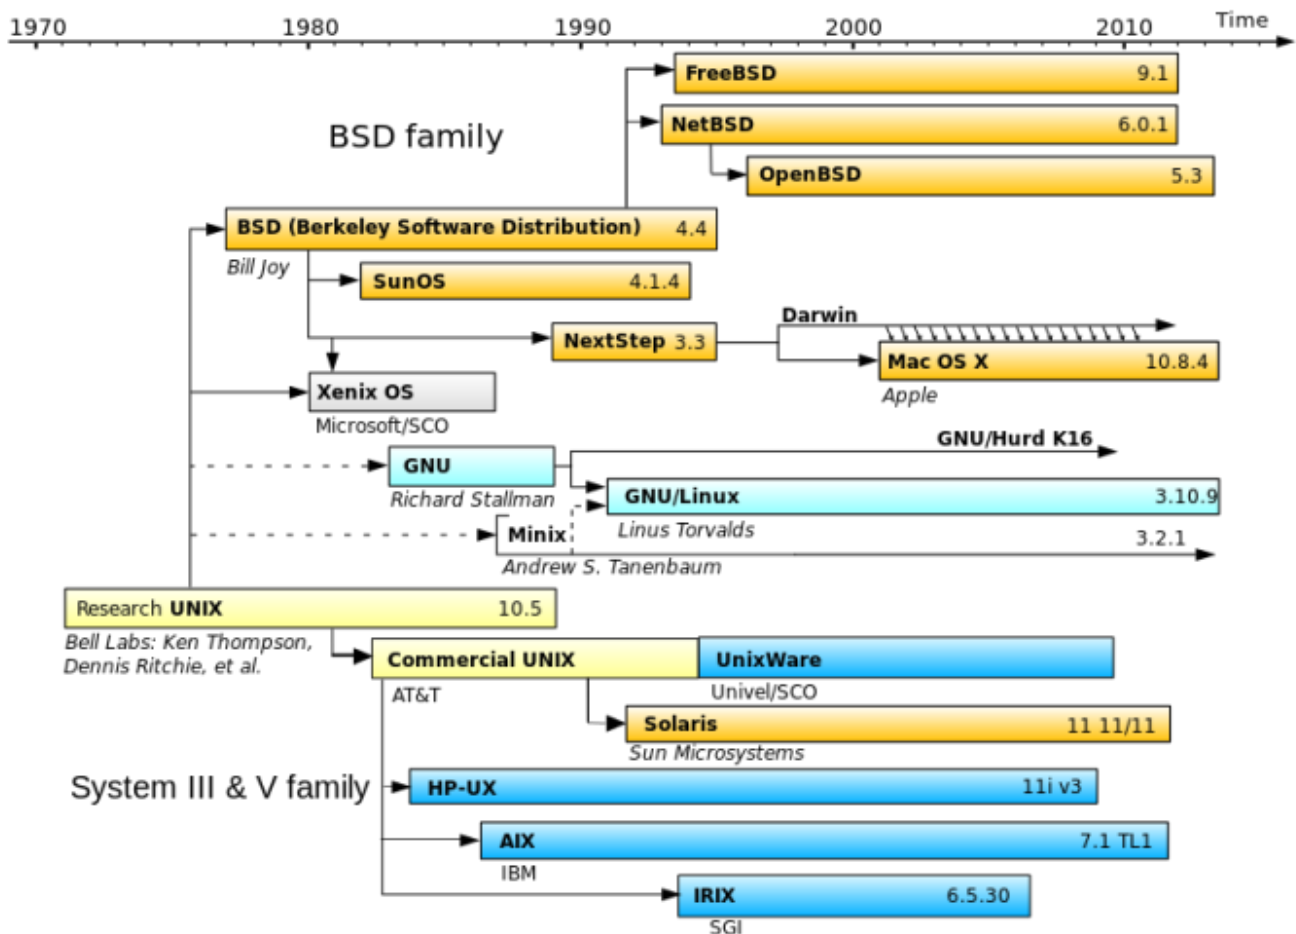 1970 1980 1990 2000 2010 Time
FreeBSD 9.1
BSD family
NetBSD 6.0.1
OpenBSD 5.3
BSD (Berkeley Software Distribution) 4.4
Bill Joy
SunOS 4.1.4
Darwin
NextStep 3.3
Mac OS X 10.8.4
Apple
Xenix OS
Microsoft/SCO
GNU/Hurd K16
GNU
Richard Stallman
GNU/Linux 3.10.9
Linus Torvalds
Minix 3.2.1
Andrew S. Tanenbaum
Research UNIX 10.5
Bell Labs: Ken Thompson,
Dennis Ritchie, et al.
Commercial UNIX
AT&T
UnixWare
Univel/SCO
Solaris 11 11/11
Sun Microsystems
System III & V family
HP-UX 11i v3
AIX 7.1 TL1
IBM
IRIX 6.5.30
SGI